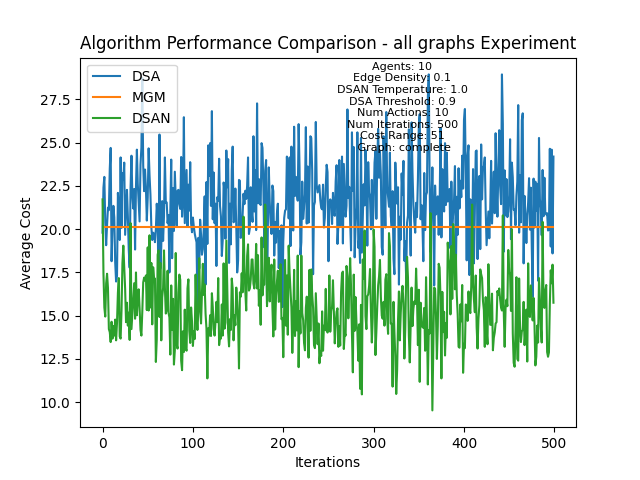 Algorithm Performance Comparison - all graphs Experiment
DSA
MGM
DSAN
Agents: 10
Edge Density: 0.1
DSAN Temperature: 1.0
DSA Threshold: 0.9
Num Actions: 10
Num Iterations: 500
Cost Range: 51
Graph: complete
Average Cost
27.5
25.0
22.5
20.0
17.5
15.0
12.5
10.0
0
100
200
300
400
500
Iterations